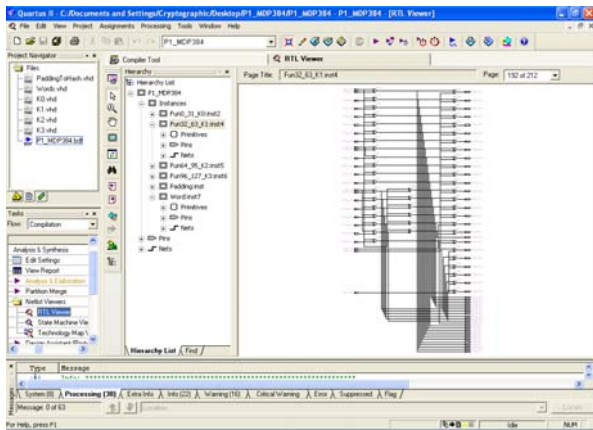 Quartus II - C:/Documents and Settings/Cryptographic/Desktop/P1_MDP384/P1_MDP384 - P1_MDP384 - [RTL Viewer]
File Edit View Project Assignments Processing Tools Window Help
P1_MDP384
Project Navigator
Compiler Tool
RTL Viewer
Files
PaddingToHash.vhd
Words.vhd
K0.vhd
K1.vhd
K2.vhd
K3.vhd
P1_MDP384.bdf
Hierarchy
Page Title: Fun32_63_K1:inst4
Page: 192 of 212
Hierarchy List
P1_MDP384
Instances
Fun0_31_K0:inst2
Fun32_63_K1:inst4
Primitives
Pins
Nets
Fun64_95_K2:inst5
Fun96_127_K3:inst6
Padding:inst
Word:inst7
Primitives
Pins
Nets
Pins
Nets
Tasks
Flow: Compilation
Analysis & Synthesis
Edit Settings
View Report
Analysis & Elaboration
Partition Merge
Netlist Viewers
RTL Viewer
State Machine Vie
Technology Map V
Hierarchy List Find
Type Message
System (8) Processing (38) Extra Info Info (22) Warning (16) Critical Warning Error Suppressed Flag
Messages
Message: 0 of 63
Location:
Locate
For Help, press F1
Idle
NUM